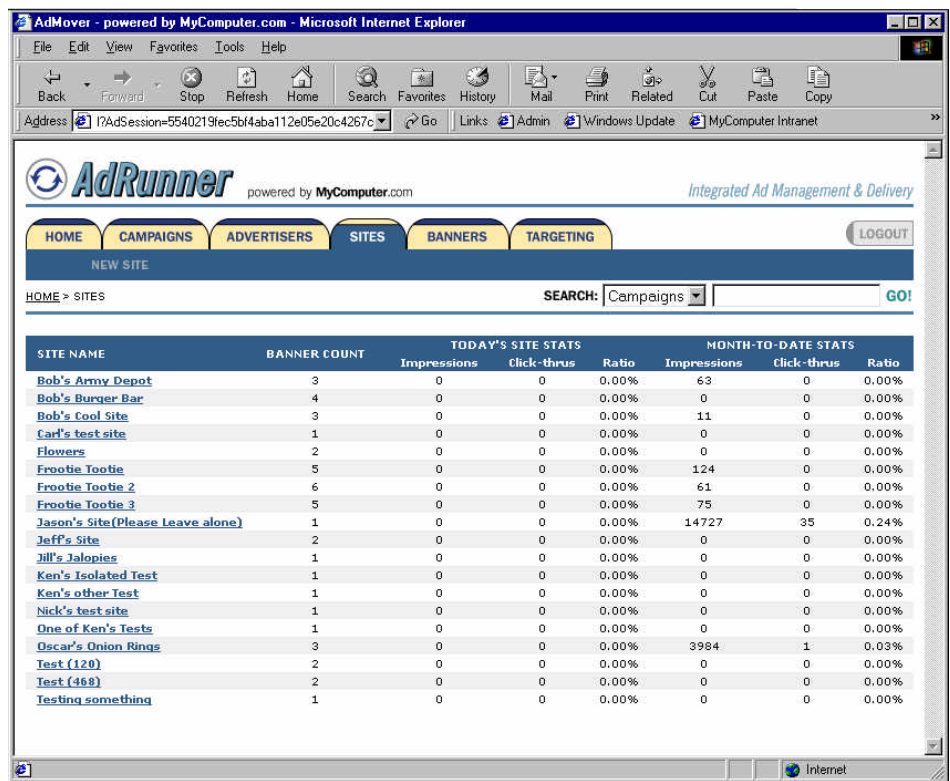 AdMover - powered by MyComputer.com - Microsoft Internet Explorer
File Edit View Favorites Tools Help
Back Forward Stop Refresh Home Search Favorites History Mail Print Related Cut Paste Copy
Address l?AdSession=5540219fec5bf4aba112e05e20c4267c Go Links Admin Windows Update MyComputer Intranet »
AdRunner powered by MyComputer.com Integrated Ad Management & Delivery
HOME CAMPAIGNS ADVERTISERS SITES BANNERS TARGETING LOGOUT
NEW SITE
HOME > SITES SEARCH: Campaigns GO!
TODAY'S SITE STATS MONTH-TO-DATE STATS
SITE NAME BANNER COUNT Impressions Click-thrus Ratio Impressions Click-thrus Ratio
Bob's Army Depot 3 0 0 0.00% 63 0 0.00%
Bob's Burger Bar 4 0 0 0.00% 0 0 0.00%
Bob's Cool Site 3 0 0 0.00% 11 0 0.00%
Carl's test site 1 0 0 0.00% 0 0 0.00%
Flowers 2 0 0 0.00% 0 0 0.00%
Frootie Tootie 5 0 0 0.00% 124 0 0.00%
Frootie Tootie 2 6 0 0 0.00% 61 0 0.00%
Frootie Tootie 3 5 0 0 0.00% 75 0 0.00%
Jason's Site(Please Leave alone) 1 0 0 0.00% 14727 35 0.24%
Jeff's Site 2 0 0 0.00% 0 0 0.00%
Jill's Jalopies 1 0 0 0.00% 0 0 0.00%
Ken's Isolated Test 1 0 0 0.00% 0 0 0.00%
Ken's other Test 1 0 0 0.00% 0 0 0.00%
Nick's test site 1 0 0 0.00% 0 0 0.00%
One of Ken's Tests 1 0 0 0.00% 0 0 0.00%
Oscar's Onion Rings 3 0 0 0.00% 3984 1 0.03%
Test (120) 2 0 0 0.00% 0 0 0.00%
Test (468) 2 0 0 0.00% 0 0 0.00%
Testing something 1 0 0 0.00% 0 0 0.00%
Internet